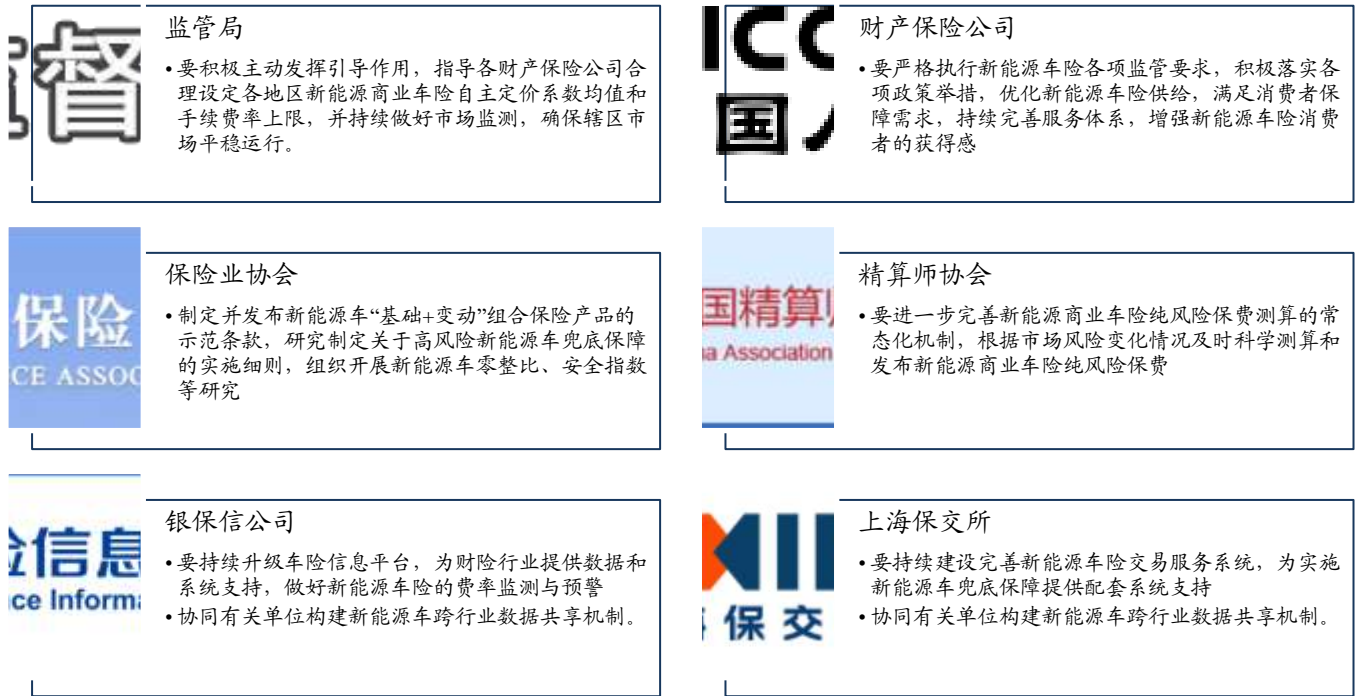 监管局
•要积极主动发挥引导作用，指导各财产保险公司合
理设定各地区新能源商业车险自主定价系数均值和
手续费率上限，并持续做好市场监测，确保辖区市
场平稳运行。
督
财产保险公司
•要严格执行新能源车险各项监管要求，积极落实各
项政策举措，优化新能源车险供给，满足消费者保
障需求，持续完善服务体系，增强新能源车险消费
者的获得感
ICC
国人
保险业协会
•制定并发布新能源车“基础+变动”组合保险产品的
示范条款，研究制定关于高风险新能源车兜底保障
的实施细则，组织开展新能源车零整比、安全指数
等研究
保险
CE ASSOC
精算师协会
•要进一步完善新能源商业车险纯风险保费测算的常
态化机制，根据市场风险变化情况及时科学测算和
发布新能源商业车险纯风险保费
国精算师
na Association
银保信公司
•要持续升级车险信息平台，为财险行业提供数据和
系统支持，做好新能源车险的费率监测与预警
•协同有关单位构建新能源车跨行业数据共享机制。
险信息
ce Informa
上海保交所
•要持续建设完善新能源车险交易服务系统，为实施
新能源车兜底保障提供配套系统支持
•协同有关单位构建新能源车跨行业数据共享机制。
保交